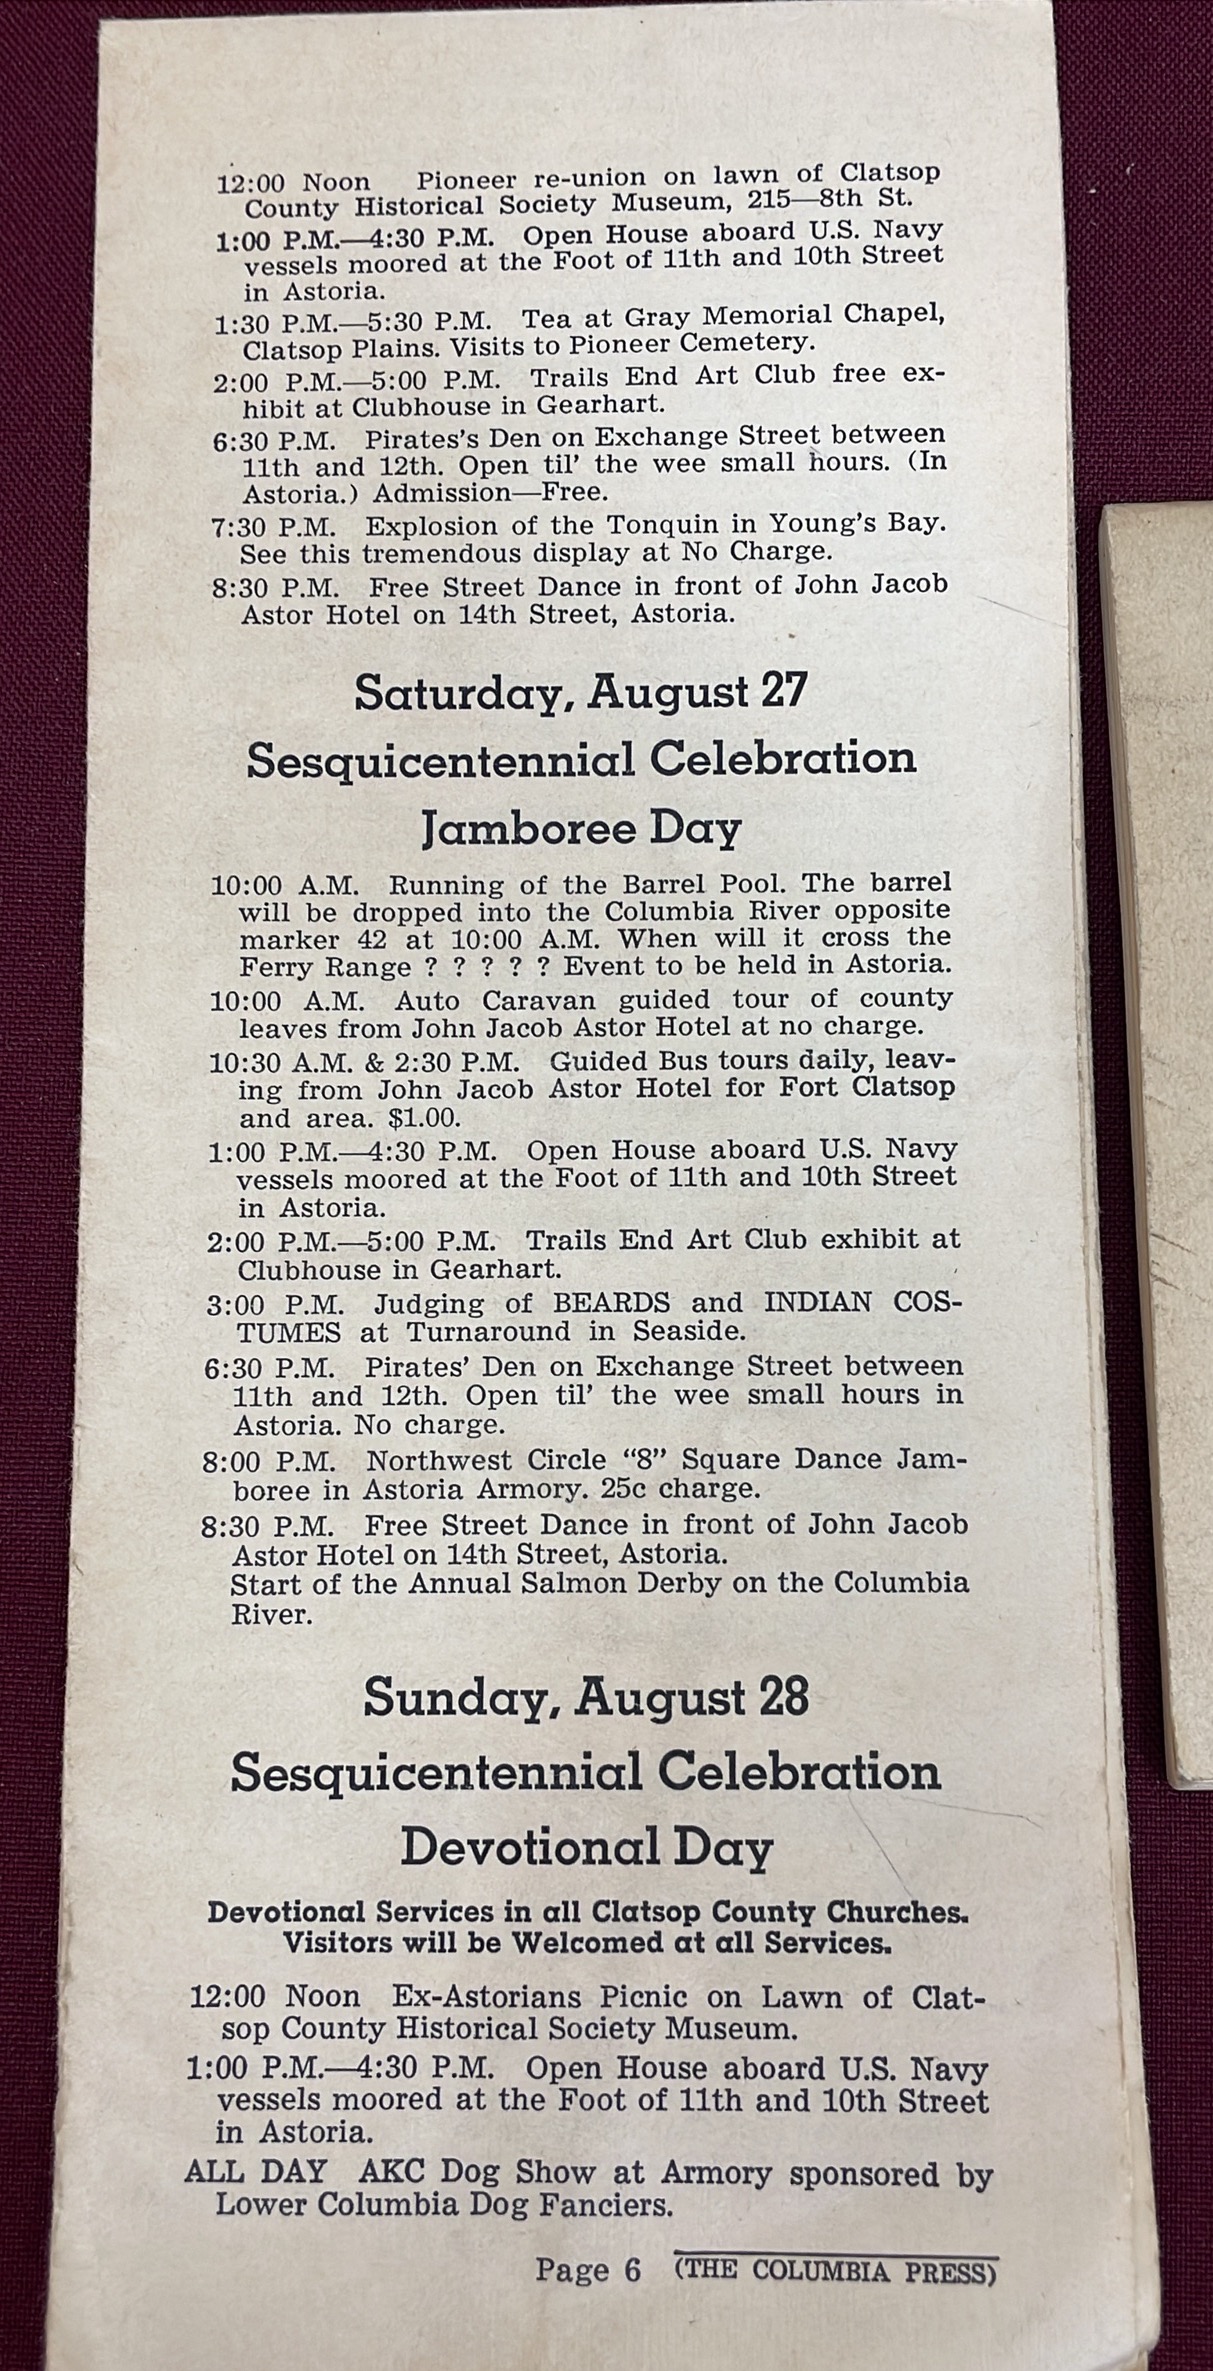 12:00 Noon Pioneer re-union on lawn of Clatsop
County Historical Society Museum, 215—8th St.
1:00 P.M.—4:30 P.M. Open House aboard U.S. Navy
vessels moored at the Foot of 11th and 10th Street
in Astoria.
1:30 P.M.—5:30 P.M. Tea at Gray Memorial Chapel,
Clatsop Plains. Visits to Pioneer Cemetery.
2:00 P.M.—5:00 P.M. Trails End Art Club free ex-
hibit at Clubhouse in Gearhart.
6:30 P.M. Pirates's Den on Exchange Street between
11th and 12th. Open til' the wee small hours. (In
Astoria.) Admission—Free.
7:30 P.M. Explosion of the Tonquin in Young's Bay.
See this tremendous display at No Charge.
8:30 P.M. Free Street Dance in front of John Jacob
Astor Hotel on 14th Street, Astoria.
Saturday, August 27
Sesquicentennial Celebration
Jamboree Day
10:00 A.M. Running of the Barrel Pool. The barrel
will be dropped into the Columbia River opposite
marker 42 at 10:00 A.M. When will it cross the
Ferry Range ? ? ? ? ? Event to be held in Astoria.
10:00 A.M. Auto Caravan guided tour of county
leaves from John Jacob Astor Hotel at no charge.
10:30 A.M. & 2:30 P.M. Guided Bus tours daily, leav-
ing from John Jacob Astor Hotel for Fort Clatsop
and area. $1.00.
1:00 P.M.—4:30 P.M. Open House aboard U.S. Navy
vessels moored at the Foot of 11th and 10th Street
in Astoria.
2:00 P.M.—5:00 P.M. Trails End Art Club exhibit at
Clubhouse in Gearhart.
3:00 P.M. Judging of BEARDS and INDIAN COS-
TUMES at Turnaround in Seaside.
6:30 P.M. Pirates' Den on Exchange Street between
11th and 12th. Open til' the wee small hours in
Astoria. No charge.
8:00 P.M. Northwest Circle "8" Square Dance Jam-
boree in Astoria Armory. 25c charge.
8:30 P.M. Free Street Dance in front of John Jacob
Astor Hotel on 14th Street, Astoria.
Start of the Annual Salmon Derby on the Columbia
River.
Sunday, August 28
Sesquicentennial Celebration
Devotional Day
Devotional Services in all Clatsop County Churches.
Visitors will be Welcomed at all Services.
12:00 Noon Ex-Astorians Picnic on Lawn of Clat-
sop County Historical Society Museum.
1:00 P.M.—4:30 P.M. Open House aboard U.S. Navy
vessels moored at the Foot of 11th and 10th Street
in Astoria.
ALL DAY AKC Dog Show at Armory sponsored by
Lower Columbia Dog Fanciers.
Page 6 (THE COLUMBIA PRESS)